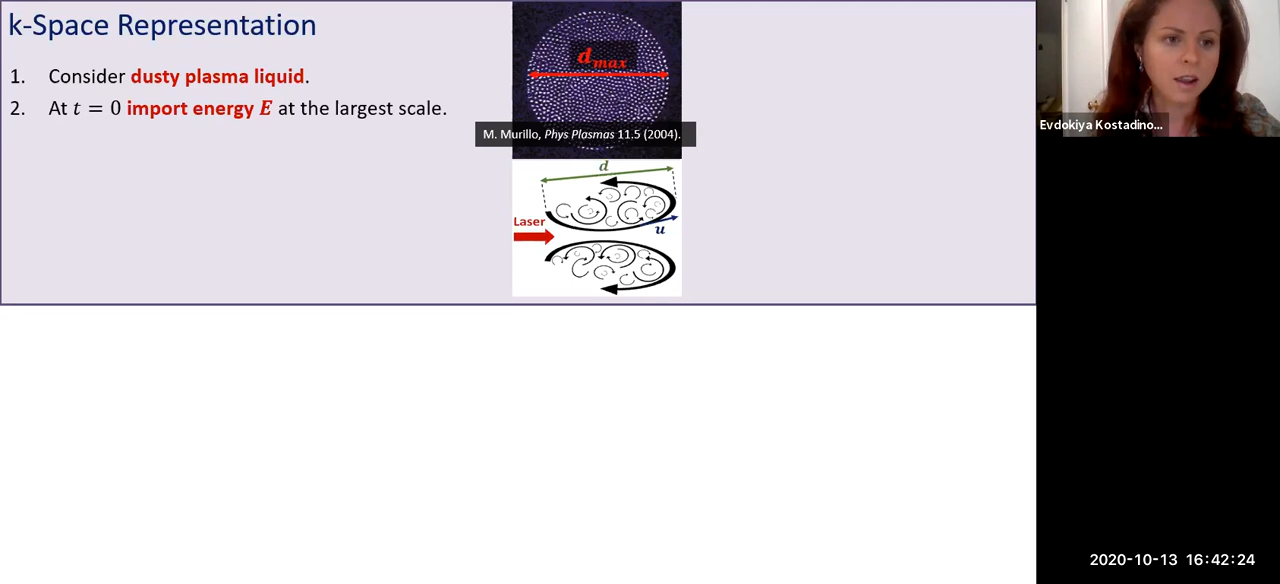 k-Space Representation
1. Consider dusty plasma liquid.
2. At t = 0 import energy E at the largest scale.
d_max
M. Murillo, Phys Plasmas 11.5 (2004).
d
Laser
u
Evdokiya Kostadino...
2020-10-13 16:42:24